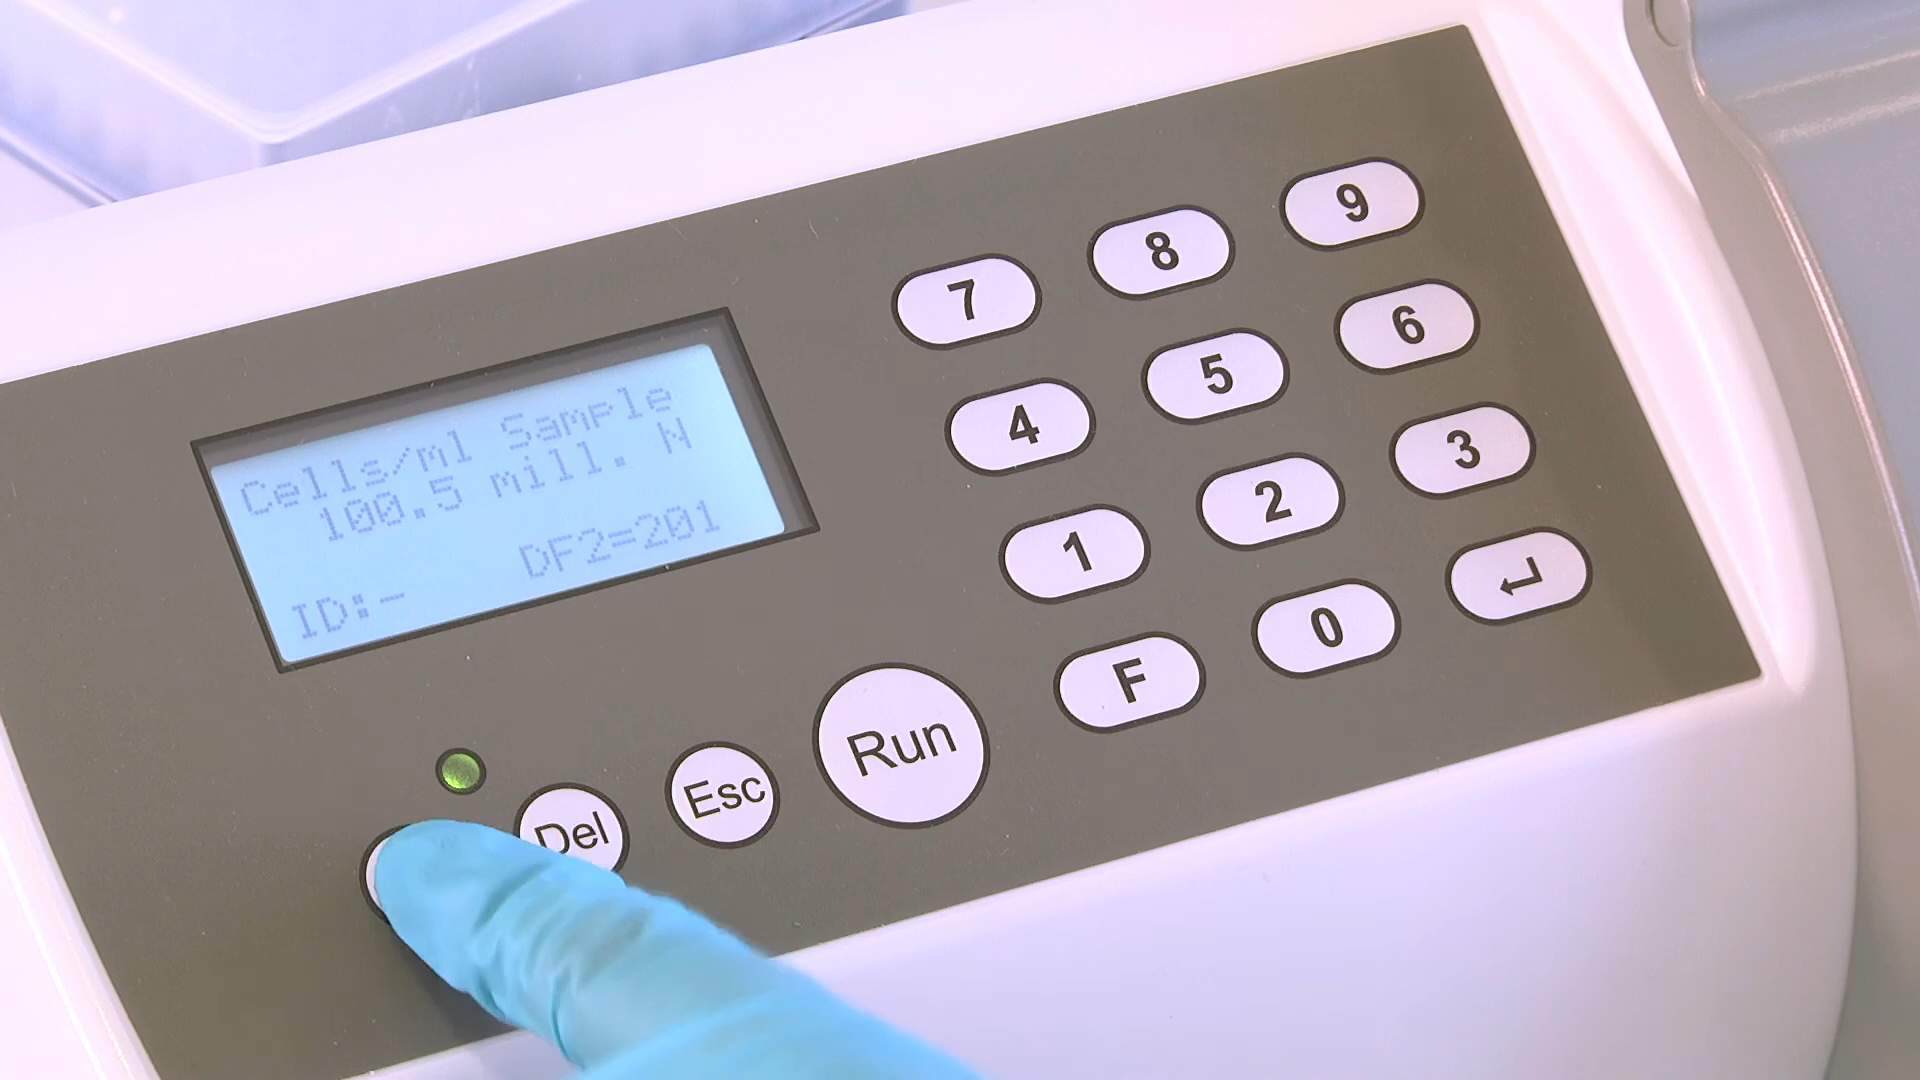 Cells/ml Sample
100.5 mill. N
DF2=201
ID:-
7 8 9
4 5 6
1 2 3
F 0 ↵
Del Esc Run